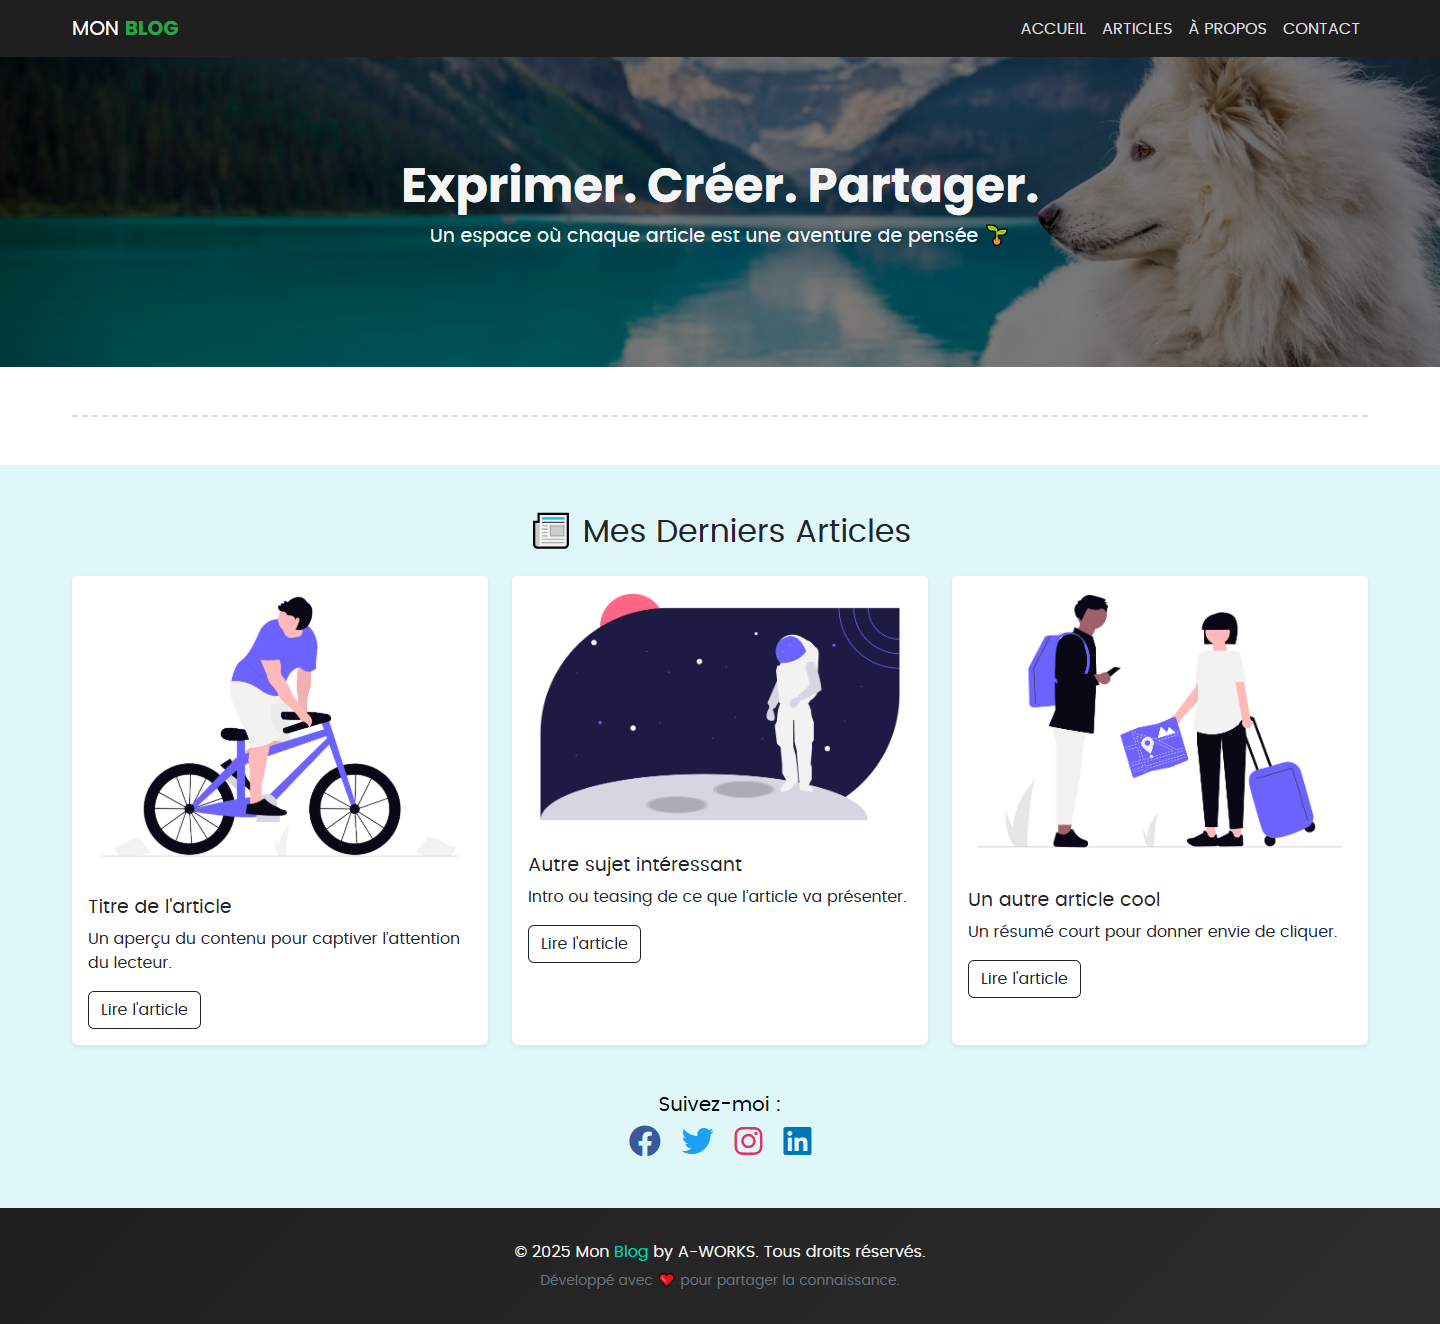 MON BLOG
ACCUEIL ARTICLES À PROPOS CONTACT
Exprimer. Créer. Partager.
Un espace où chaque article est une aventure de pensée 🌱
📰 Mes Derniers Articles
Titre de l'article
Un aperçu du contenu pour captiver l'attention
du lecteur.
Lire l'article
Autre sujet intéressant
Intro ou teasing de ce que l'article va présenter.
Lire l'article
Un autre article cool
Un résumé court pour donner envie de cliquer.
Lire l'article
Suivez-moi :
© 2025 Mon Blog by A-WORKS. Tous droits réservés.
Développé avec ❤️ pour partager la connaissance.